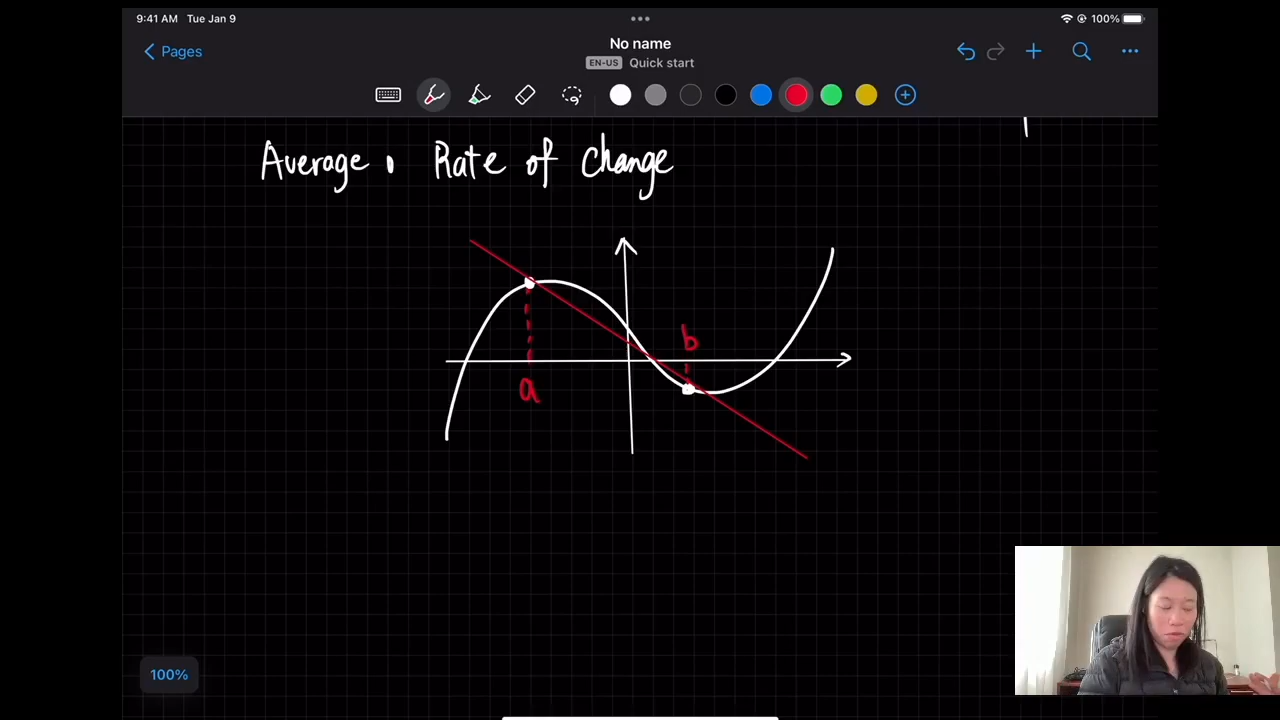 9:41 AM Tue Jan 9
100%
No name
Pages
EN-US Quick start
Average Rate of Change
b
a
100%